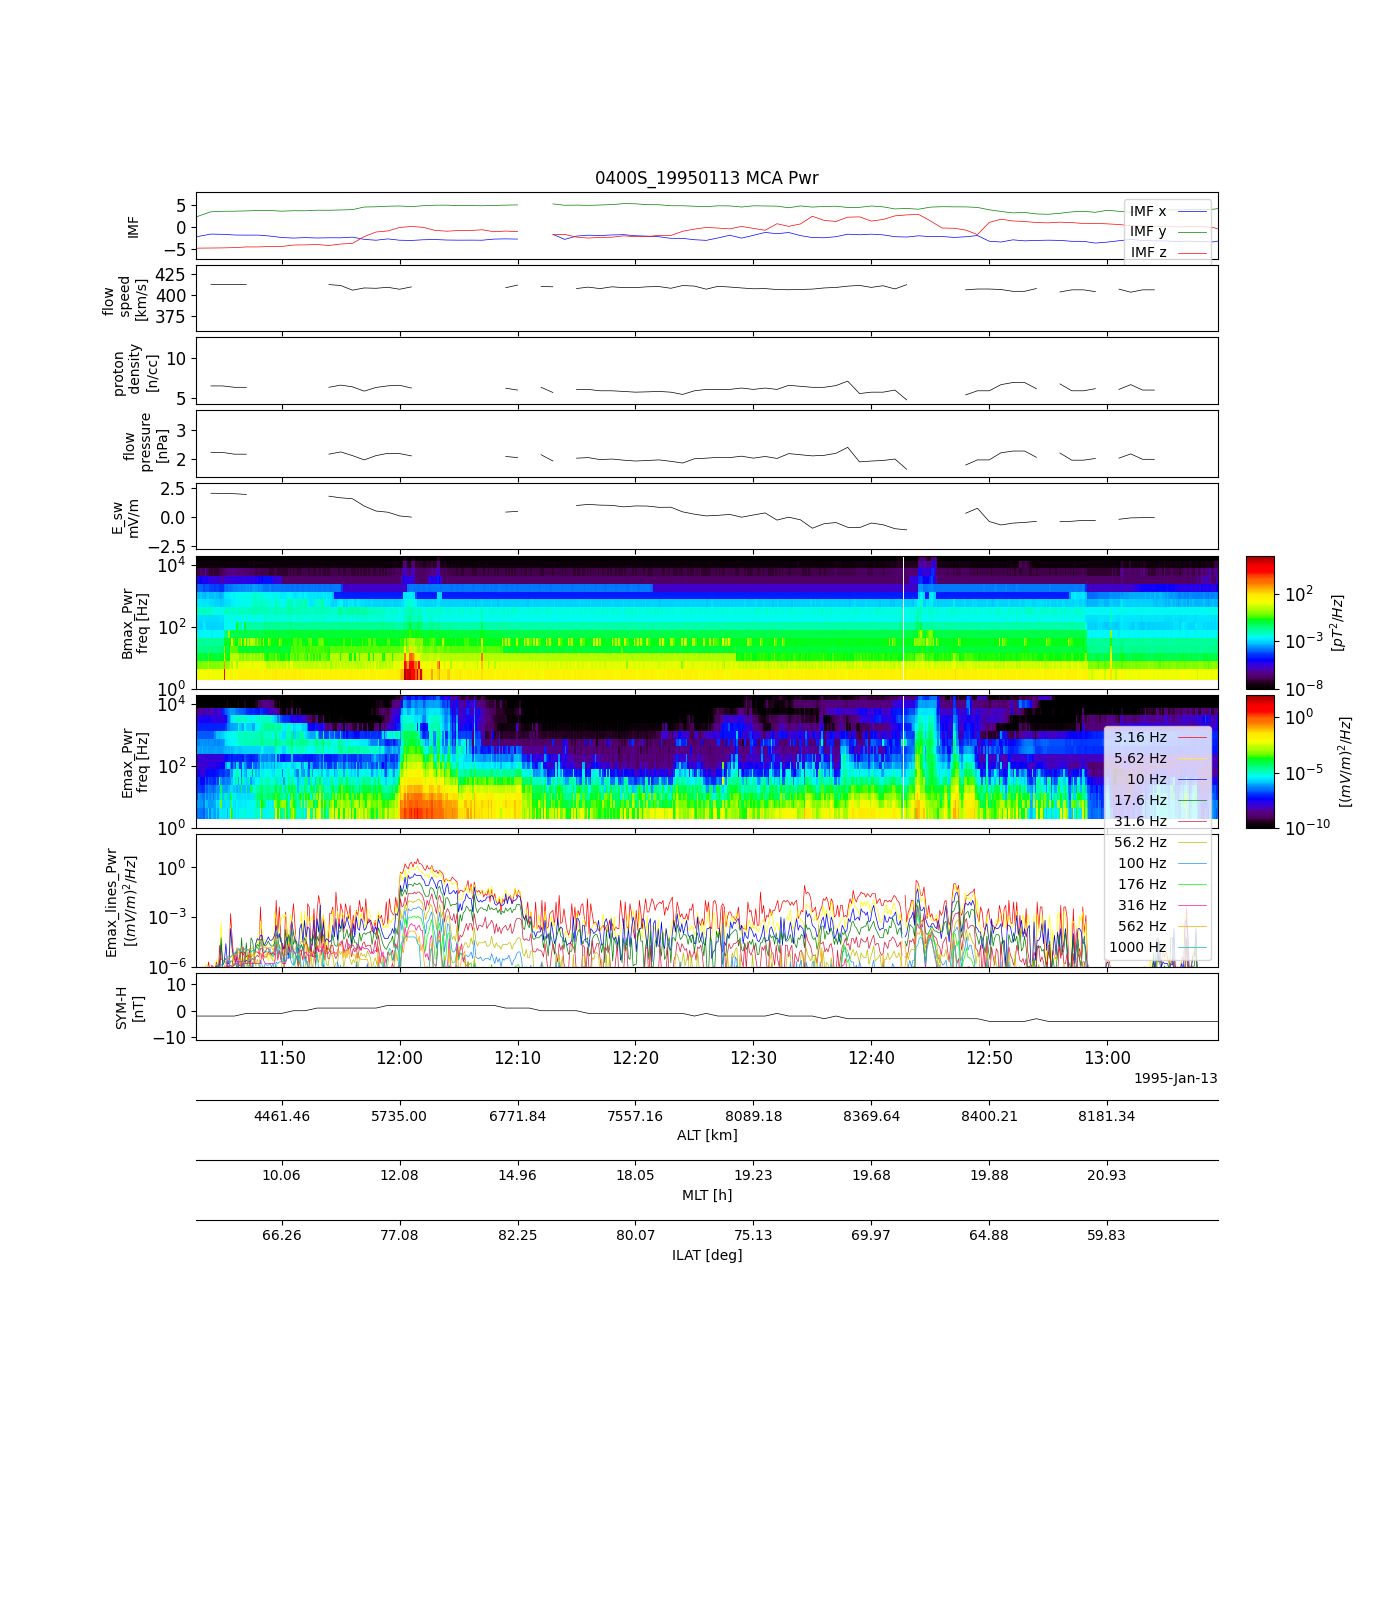 0400S_19950113 MCA Pwr
IMF
5
0
−5
IMF x
IMF y
IMF z
flow
speed
[km/s]
425
400
375
proton
density
[n/cc]
10
5
flow
pressure
[nPa]
3
2
E_sw
mV/m
2.5
0.0
−2.5
Bmax_Pwr
freq [Hz]
10^4
10^2
10^0
10^2
10^-3
10^-8
[pT^2/Hz]
Emax_Pwr
freq [Hz]
10^4
10^2
10^0
10^0
10^-5
10^-10
[(mV/m)^2/Hz]
3.16 Hz
5.62 Hz
10 Hz
17.6 Hz
31.6 Hz
56.2 Hz
100 Hz
176 Hz
316 Hz
562 Hz
1000 Hz
Emax_lines_Pwr
[(mV/m)^2/Hz]
10^0
10^-3
10^-6
SYM-H
[nT]
10
0
−10
11:50 12:00 12:10 12:20 12:30 12:40 12:50 13:00
1995-Jan-13
4461.46 5735.00 6771.84 7557.16 8089.18 8369.64 8400.21 8181.34
ALT [km]
10.06 12.08 14.96 18.05 19.23 19.68 19.88 20.93
MLT [h]
66.26 77.08 82.25 80.07 75.13 69.97 64.88 59.83
ILAT [deg]